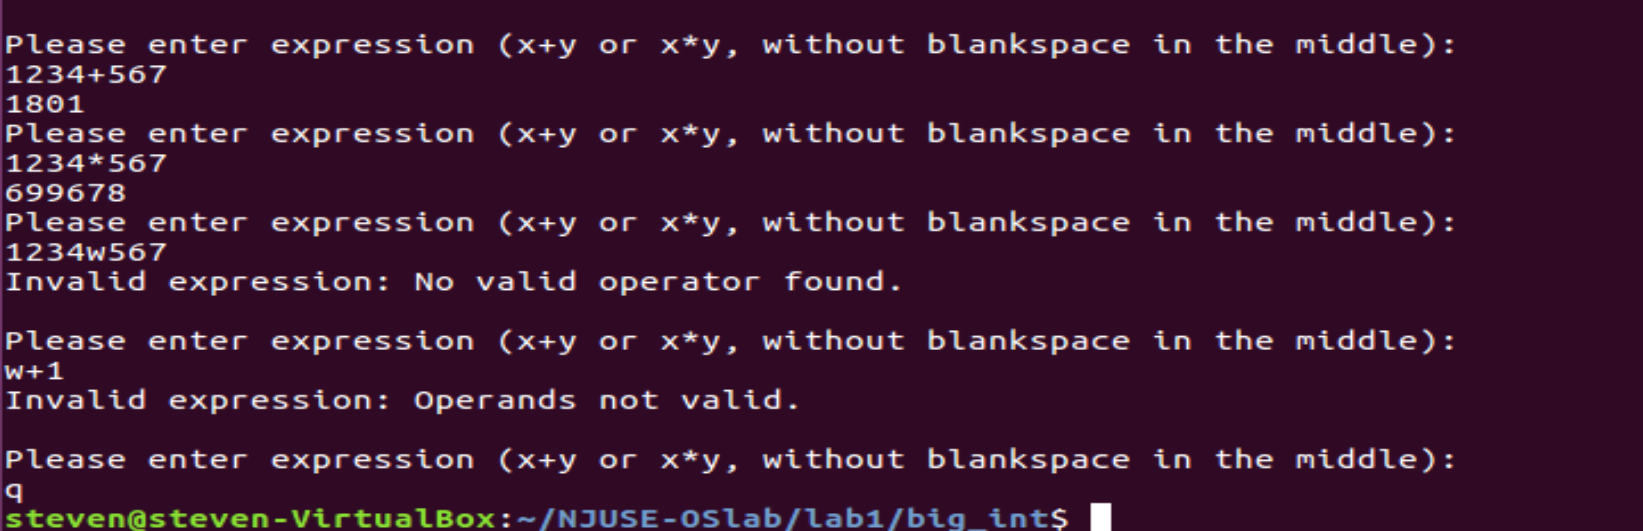 Please enter expression (x+y or x*y, without blankspace in the middle):
1234+567
1801
Please enter expression (x+y or x*y, without blankspace in the middle):
1234*567
699678
Please enter expression (x+y or x*y, without blankspace in the middle):
1234w567
Invalid expression: No valid operator found.
Please enter expression (x+y or x*y, without blankspace in the middle):
w+1
Invalid expression: Operands not valid.
Please enter expression (x+y or x*y, without blankspace in the middle):
q
steven@steven-VirtualBox:~/NJUSE-OSlab/lab1/big_int$